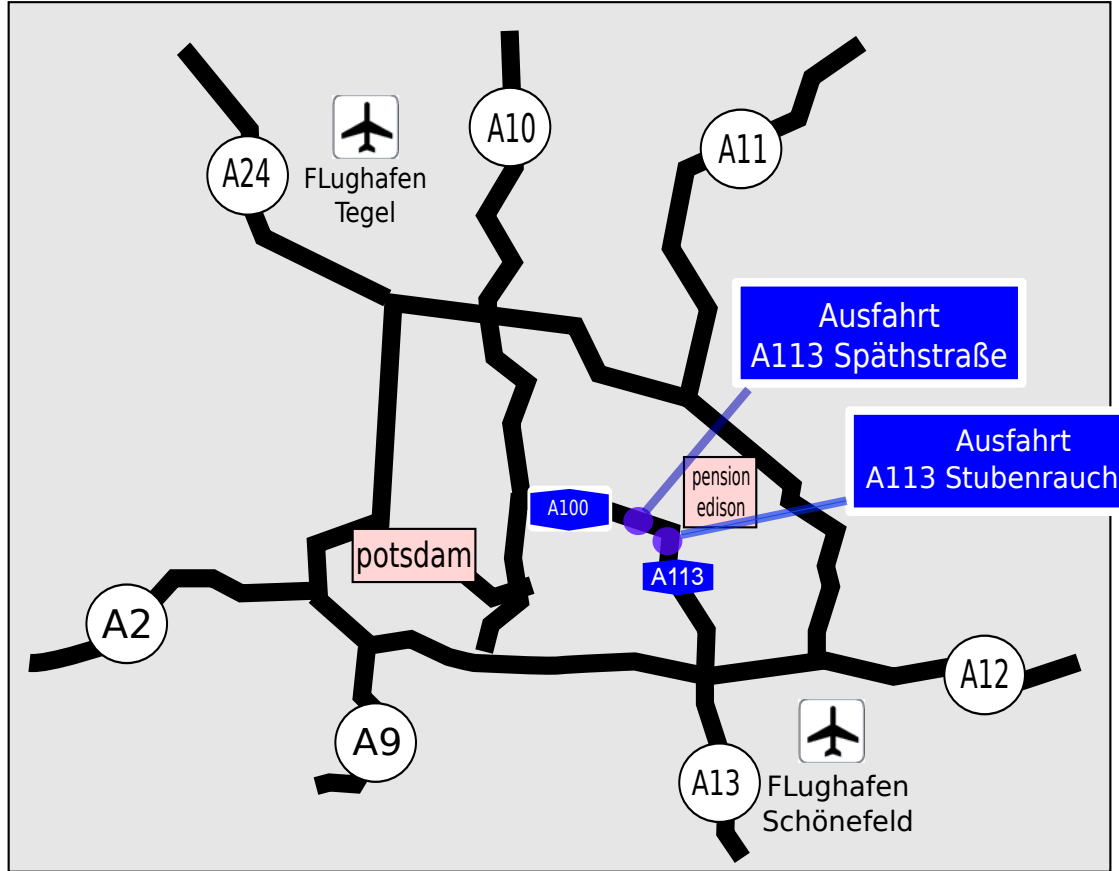 A10
A11
A24
FLughafen
Tegel
Ausfahrt
A113 Späthstraße
Ausfahrt
A113 Stubenrauch
pension
edison
A100
potsdam
A113
A2
A12
A9
A13
FLughafen
Schönefeld